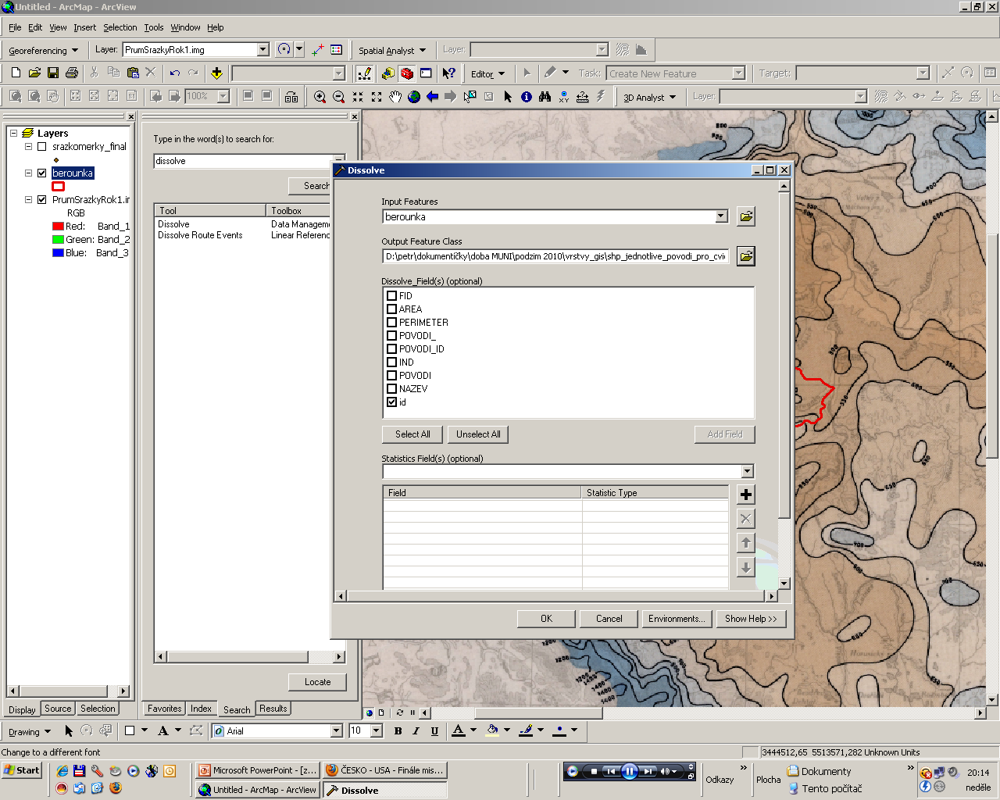 Untitled - ArcMap - ArcView
File Edit View Insert Selection Tools Window Help
Georeferencing Layer: PrumSrazkyRok1.img Spatial Analyst Layer:
Editor Task: Create New Feature Target:
100% 3D Analyst Layer:
Layers
srazkomerky_final
berounka
PrumSrazkyRok1.ir
RGB
Red: Band_1
Green: Band_2
Blue: Band_3
Display Source Selection
Type in the word(s) to search for:
dissolve
Search
Tool Toolbox
Dissolve Data Managem
Dissolve Route Events Linear Referenc
Locate
Favorites Index Search Results
Dissolve
Input Features
berounka
Output Feature Class
D:\petr\dokumentíčky\doba MUNI\podzim 2010\vrstvy_gis\shp_jednotlive_povodi_pro_cvi
Dissolve_Field(s) (optional)
FID
AREA
PERIMETER
POVODI_
POVODI_ID
IND
POVODI
NAZEV
id
Select All Unselect All Add Field
Statistics Field(s) (optional)
Field Statistic Type
OK Cancel Environments... Show Help >>
Drawing Arial 10 B I U A
Change to a different font 3444512,65 5513571,282 Unknown Units
Start Microsoft PowerPoint - [z... ČESKO - USA - Finále mis...
Untitled - ArcMap - ArcView Dissolve
Odkazy Plocha Dokumenty
Tento počítač
20:14
neděle